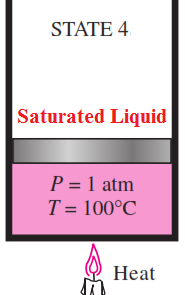 STATE 4
Saturated Liquid
P = 1 atm
T = 100°C
Heat